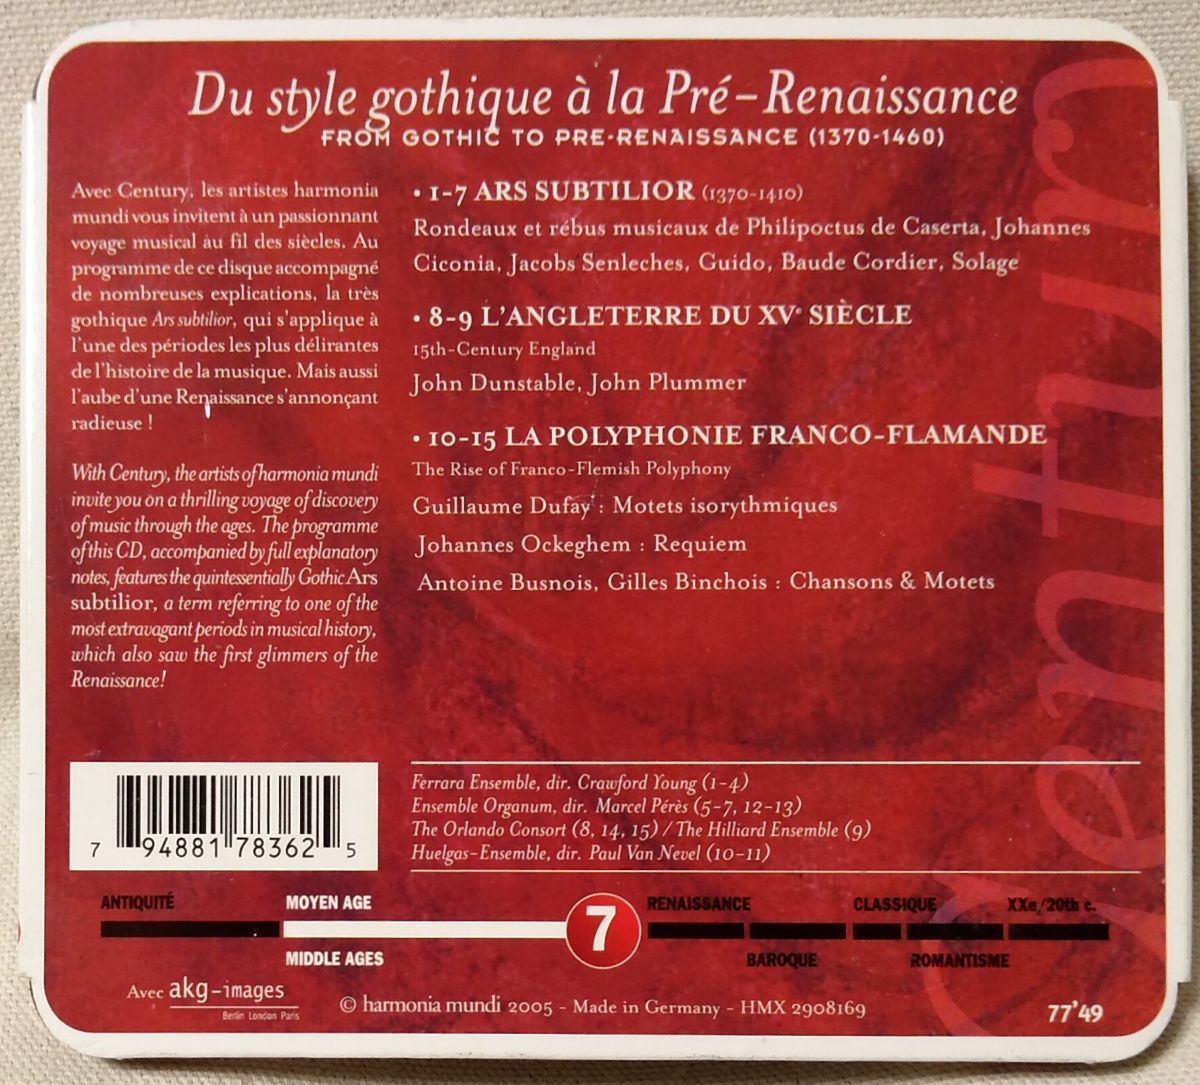 Du style gothique à la Pré-Renaissance
FROM GOTHIC TO PRE-RENAISSANCE (1370-1460)
Avec Century, les artistes harmonia
mundi vous invitent à un passionnant
voyage musical au fil des siècles. Au
programme de ce disque accompagné
de nombreuses explications, la très
gothique Ars subtilior, qui s'applique à
l'une des périodes les plus délirantes
de l'histoire de la musique. Mais aussi
l'aube d'une Renaissance s'annonçant
radieuse !
With Century, the artists of harmonia mundi
invite you on a thrilling voyage of discovery
of music through the ages. The programme
of this CD, accompanied by full explanatory
notes, features the quintessentially Gothic Ars
subtilior, a term referring to one of the
most extravagant periods in musical history,
which also saw the first glimmers of the
Renaissance!
• 1-7 ARS SUBTILIOR (1370-1410)
Rondeaux et rébus musicaux de Philipoctus de Caserta, Johannes
Ciconia, Jacobs Senleches, Guido, Baude Cordier, Solage
• 8-9 L'ANGLETERRE DU XVe SIÈCLE
15th-Century England
John Dunstable, John Plummer
• 10-15 LA POLYPHONIE FRANCO-FLAMANDE
The Rise of Franco-Flemish Polyphony
Guillaume Dufay : Motets isorythmiques
Johannes Ockeghem : Requiem
Antoine Busnois, Gilles Binchois : Chansons & Motets
Century
Ferrara Ensemble, dir. Crawford Young (1-4)
Ensemble Organum, dir. Marcel Pérès (5-7, 12-13)
The Orlando Consort (8, 14, 15) / The Hilliard Ensemble (9)
Huelgas-Ensemble, dir. Paul Van Nevel (10-11)
7 94881 78362 5
ANTIQUITÉ
MOYEN AGE
MIDDLE AGES
7
RENAISSANCE
BAROQUE
CLASSIQUE
ROMANTISME
XXe/20th c.
Avec akg-images
Berlin London Paris
© harmonia mundi 2005 - Made in Germany - HMX 2908169
77'49